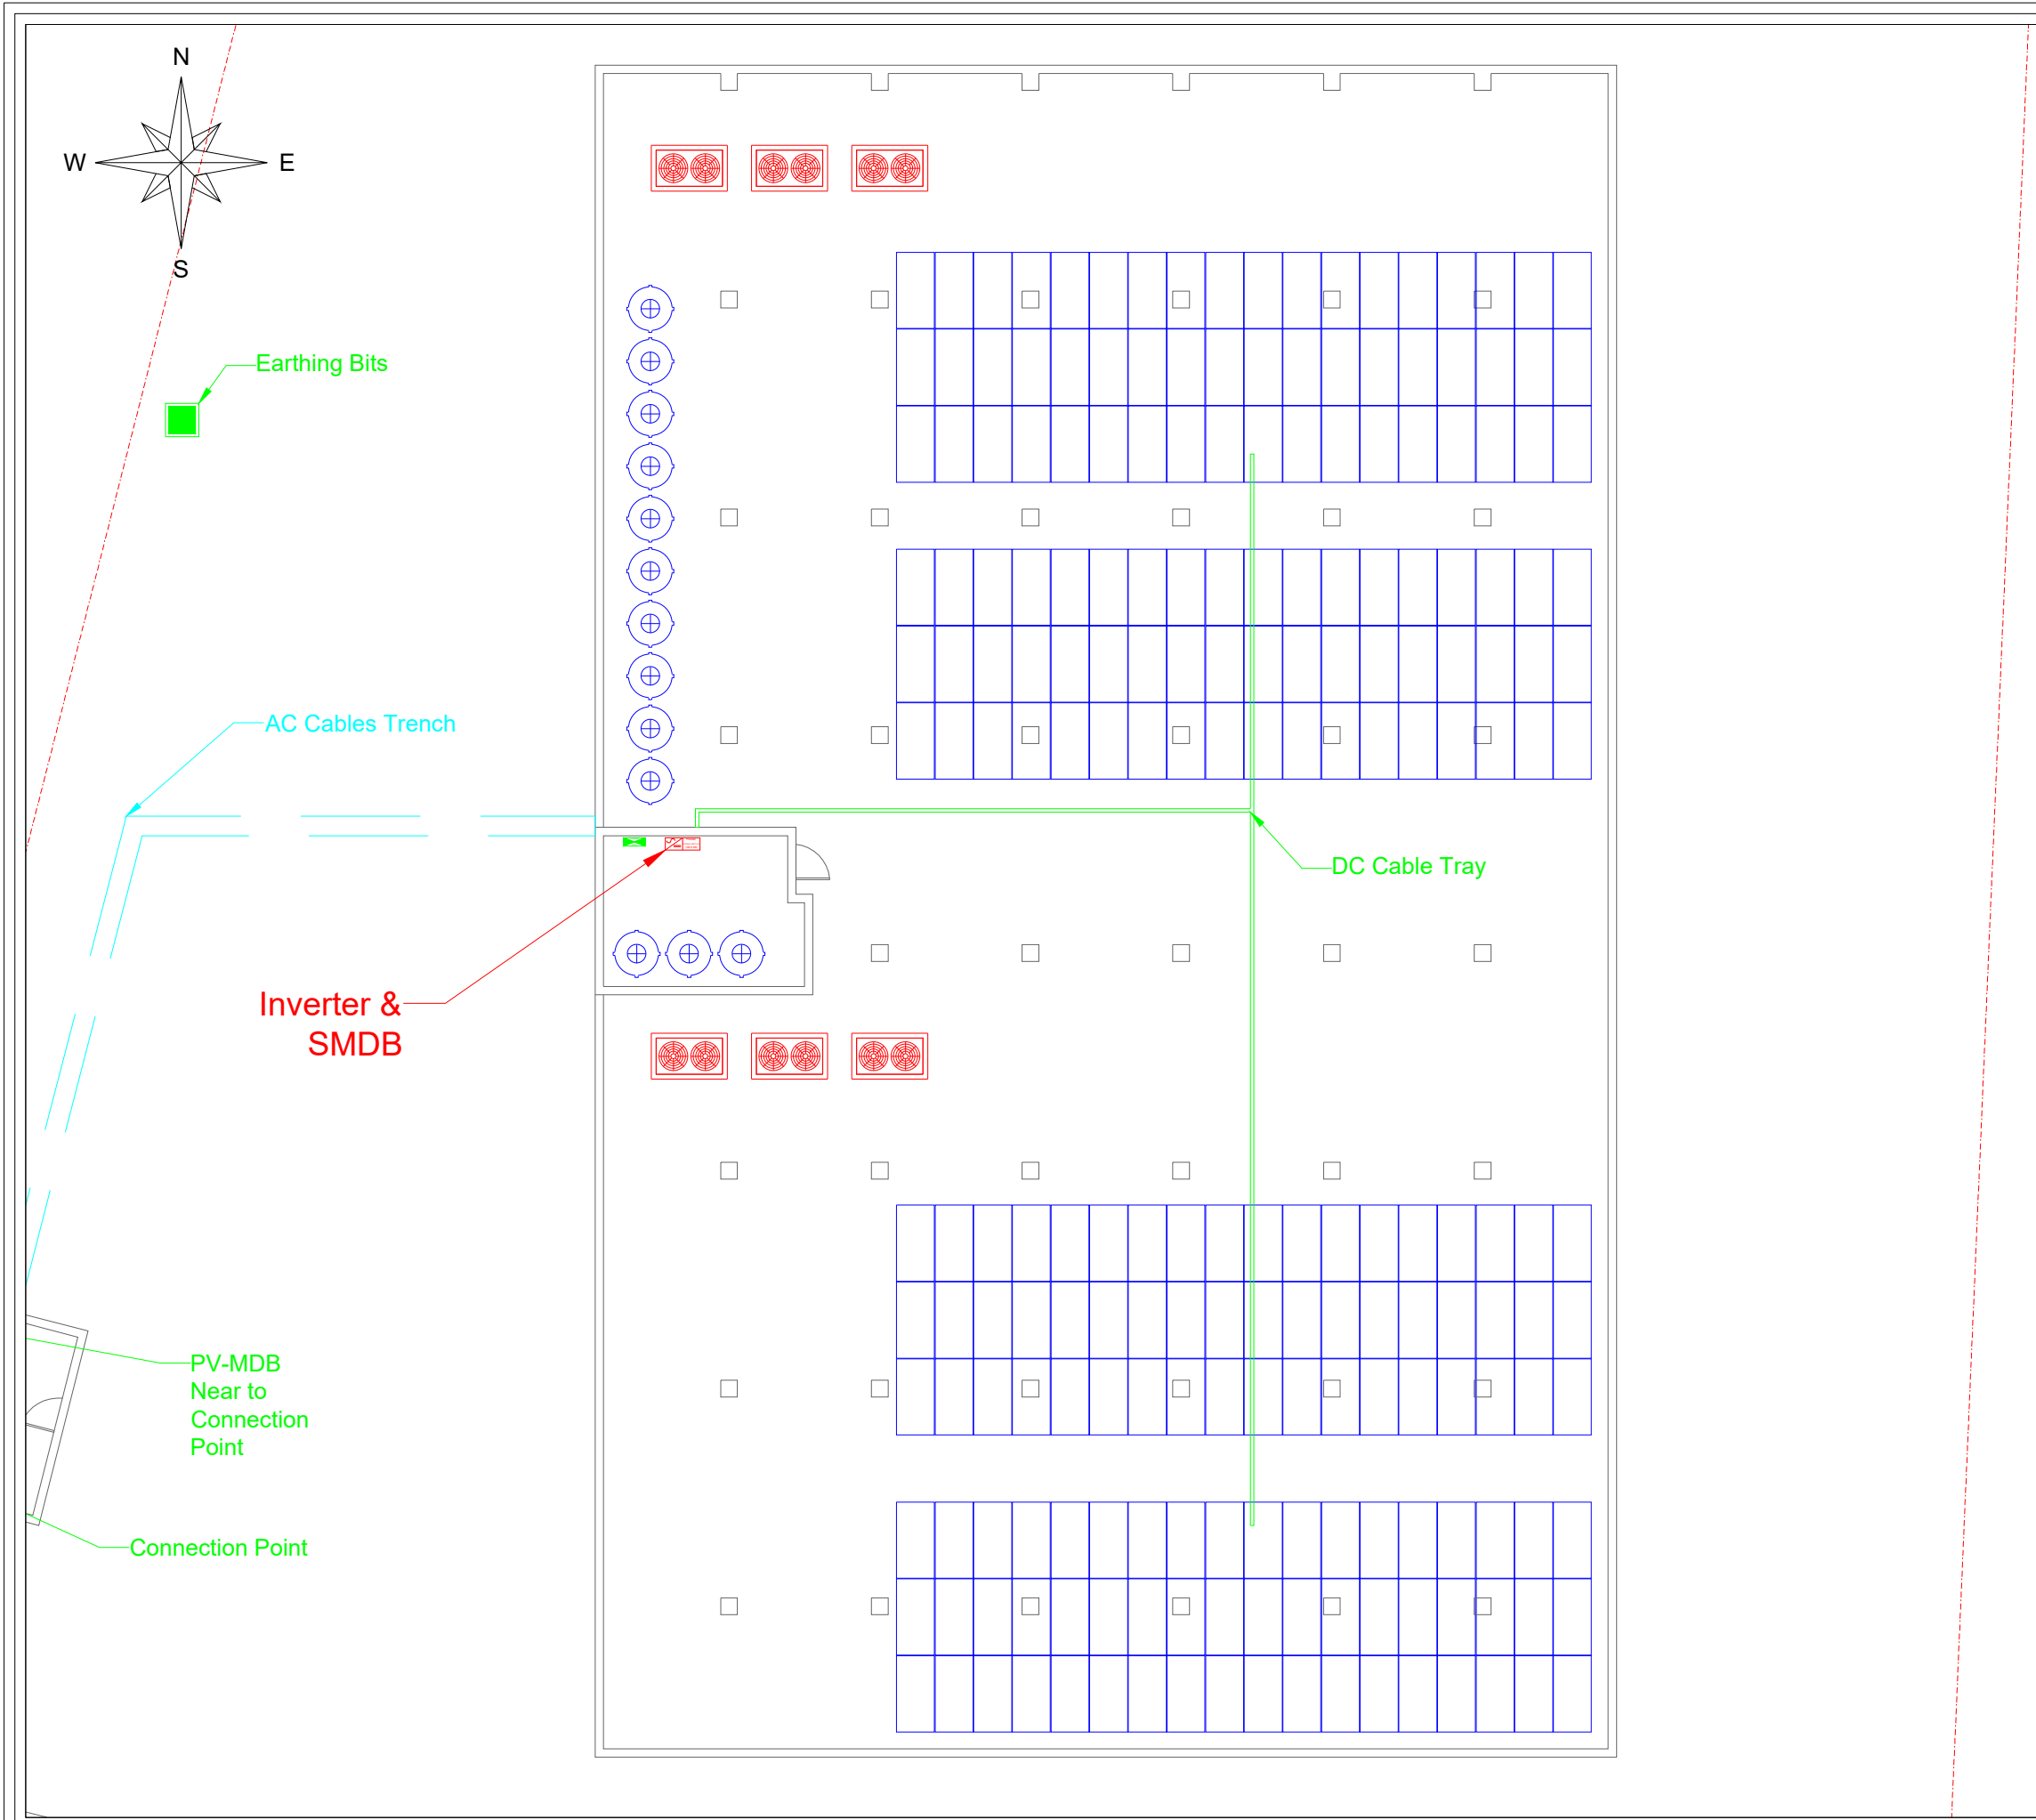 N
W
E
S
Earthing Bits
AC Cables Trench
DC Cable Tray
Inverter &
SMDB
PV-MDB
Near to
Connection
Point
Connection Point